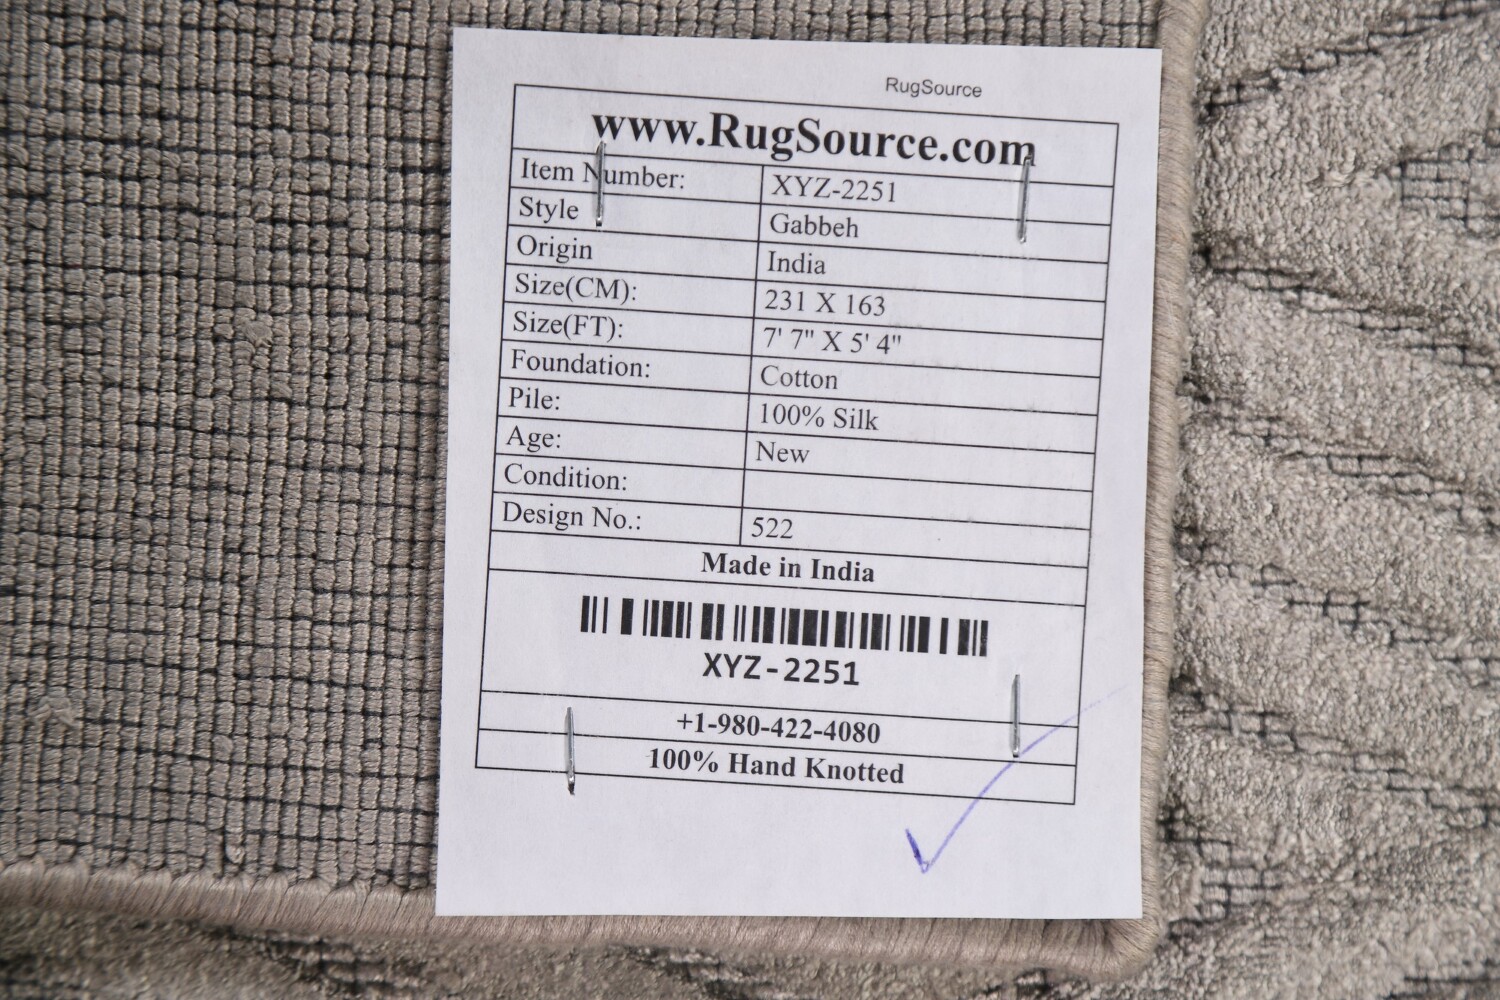 RugSource
www.RugSource.com
Item Number: XYZ-2251
Style Gabbeh
Origin India
Size(CM): 231 X 163
Size(FT): 7' 7" X 5' 4"
Foundation: Cotton
Pile: 100% Silk
Age: New
Condition:
Design No.: 522
Made in India
XYZ-2251
+1-980-422-4080
100% Hand Knotted